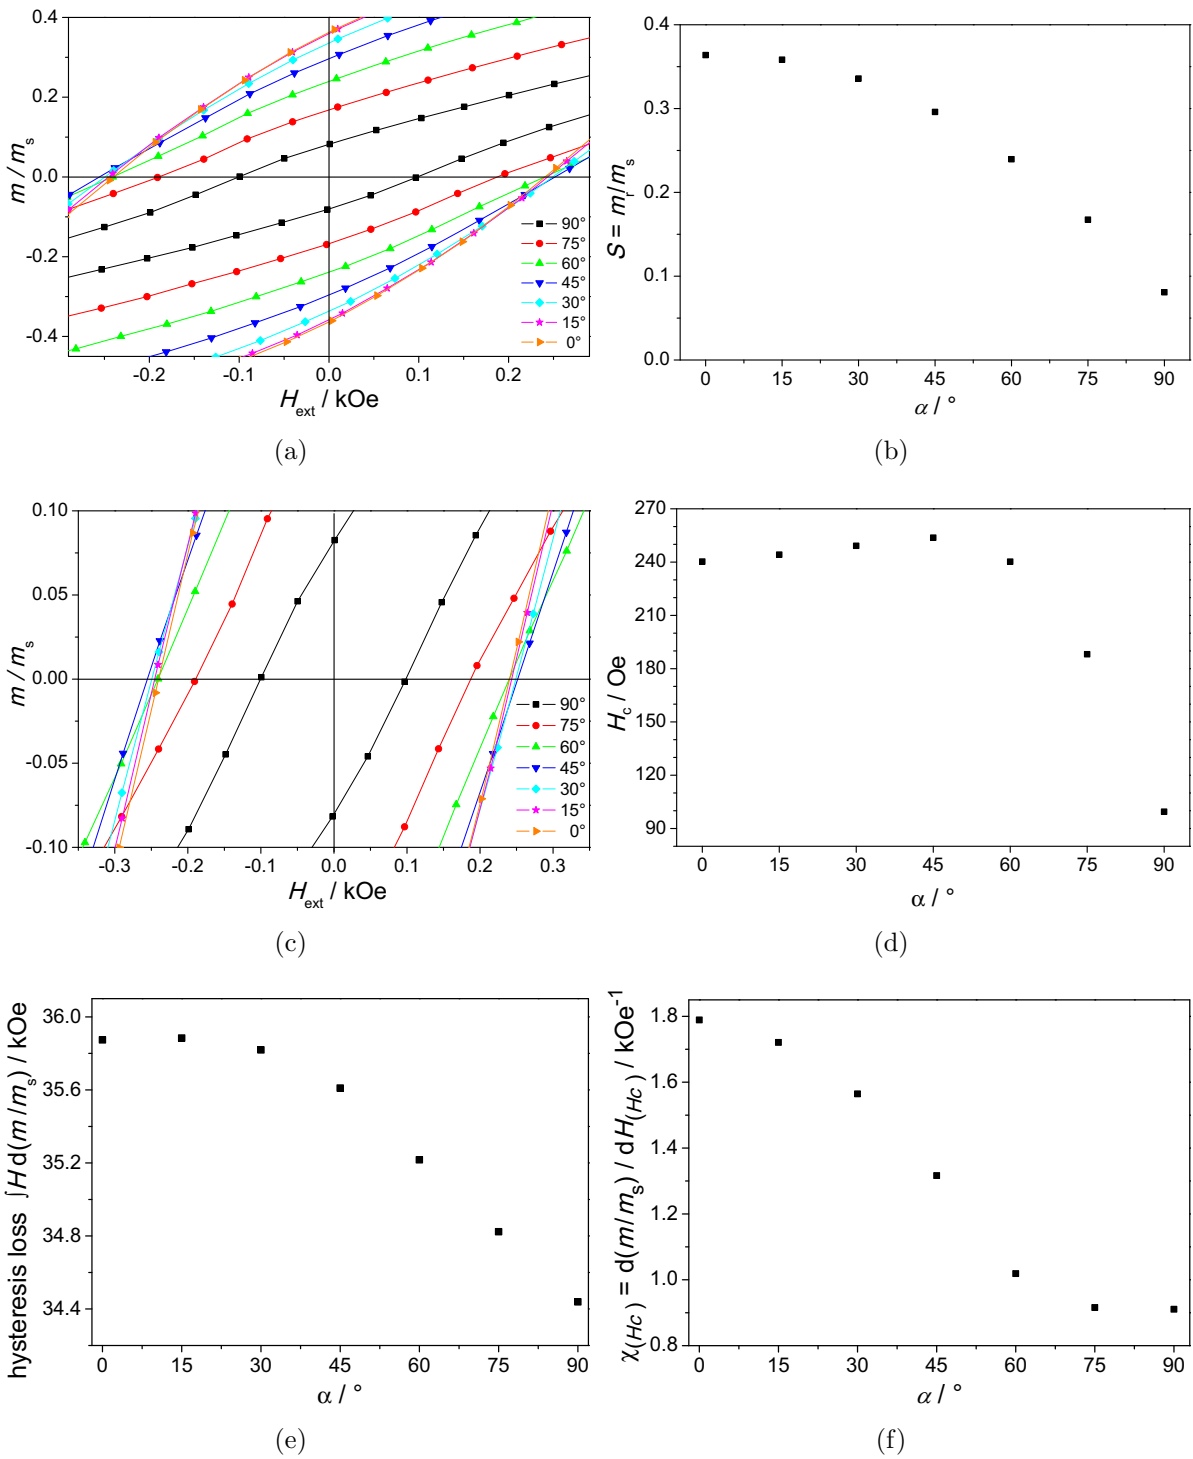 0.4
0.2
0.0
-0.2
-0.4
m / ms
-0.2 -0.1 0.0 0.1 0.2
Hext / kOe
90°
75°
60°
45°
30°
15°
0°
(a)
0.4
0.3
0.2
0.1
0.0
S = mr/ms
0 15 30 45 60 75 90
α / °
(b)
0.10
0.05
0.00
-0.05
-0.10
m / ms
-0.3 -0.2 -0.1 0.0 0.1 0.2 0.3
Hext / kOe
90°
75°
60°
45°
30°
15°
0°
(c)
270
240
210
180
150
120
90
Hc / Oe
0 15 30 45 60 75 90
α / °
(d)
36.0
35.6
35.2
34.8
34.4
hysteresis loss ∫H d(m/ms) / kOe
0 15 30 45 60 75 90
α / °
(e)
1.8
1.6
1.4
1.2
1.0
0.8
χ(Hc) = d(m/ms) / dH(Hc) / kOe-1
0 15 30 45 60 75 90
α / °
(f)